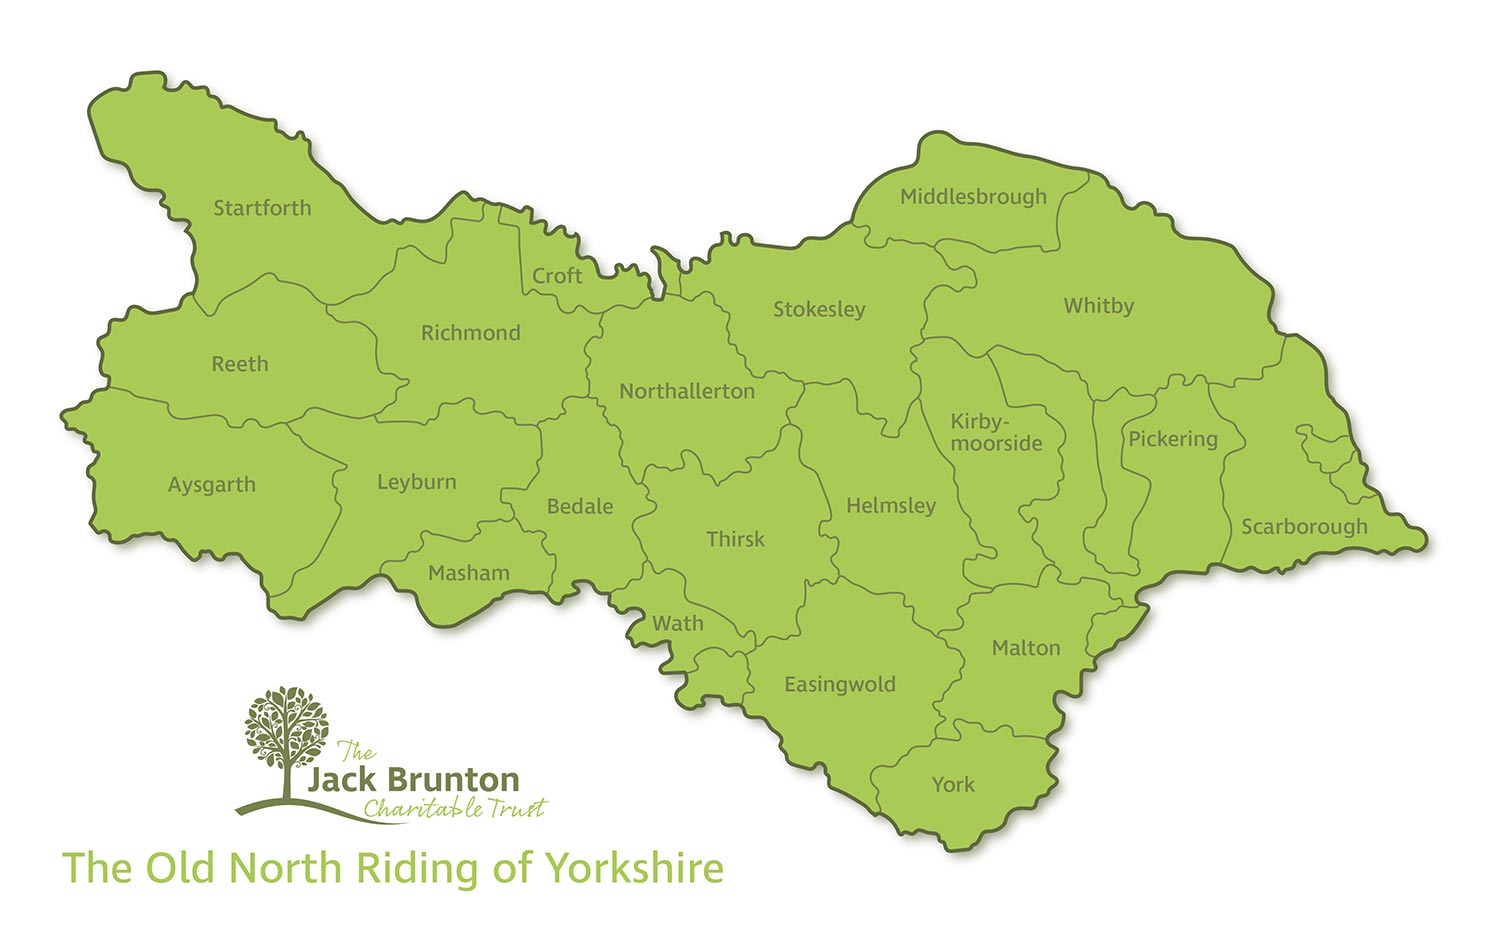 Startforth
Middlesbrough
Croft
Stokesley
Whitby
Richmond
Reeth
Northallerton
Kirby-
moorside
Pickering
Aysgarth
Leyburn
Bedale
Helmsley
Scarborough
Thirsk
Masham
Wath
Malton
Easingwold
York
The
Jack Brunton
Charitable Trust
The Old North Riding of Yorkshire